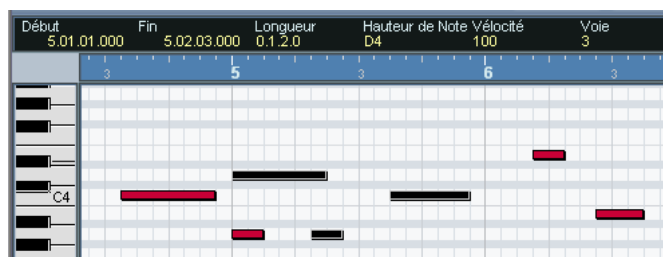 Début Fin Longueur Hauteur de Note Vélocité Voie
5.01.01.000 5.02.03.000 0.1.2.0 D4 100 3
3 5 3 6 3
C4